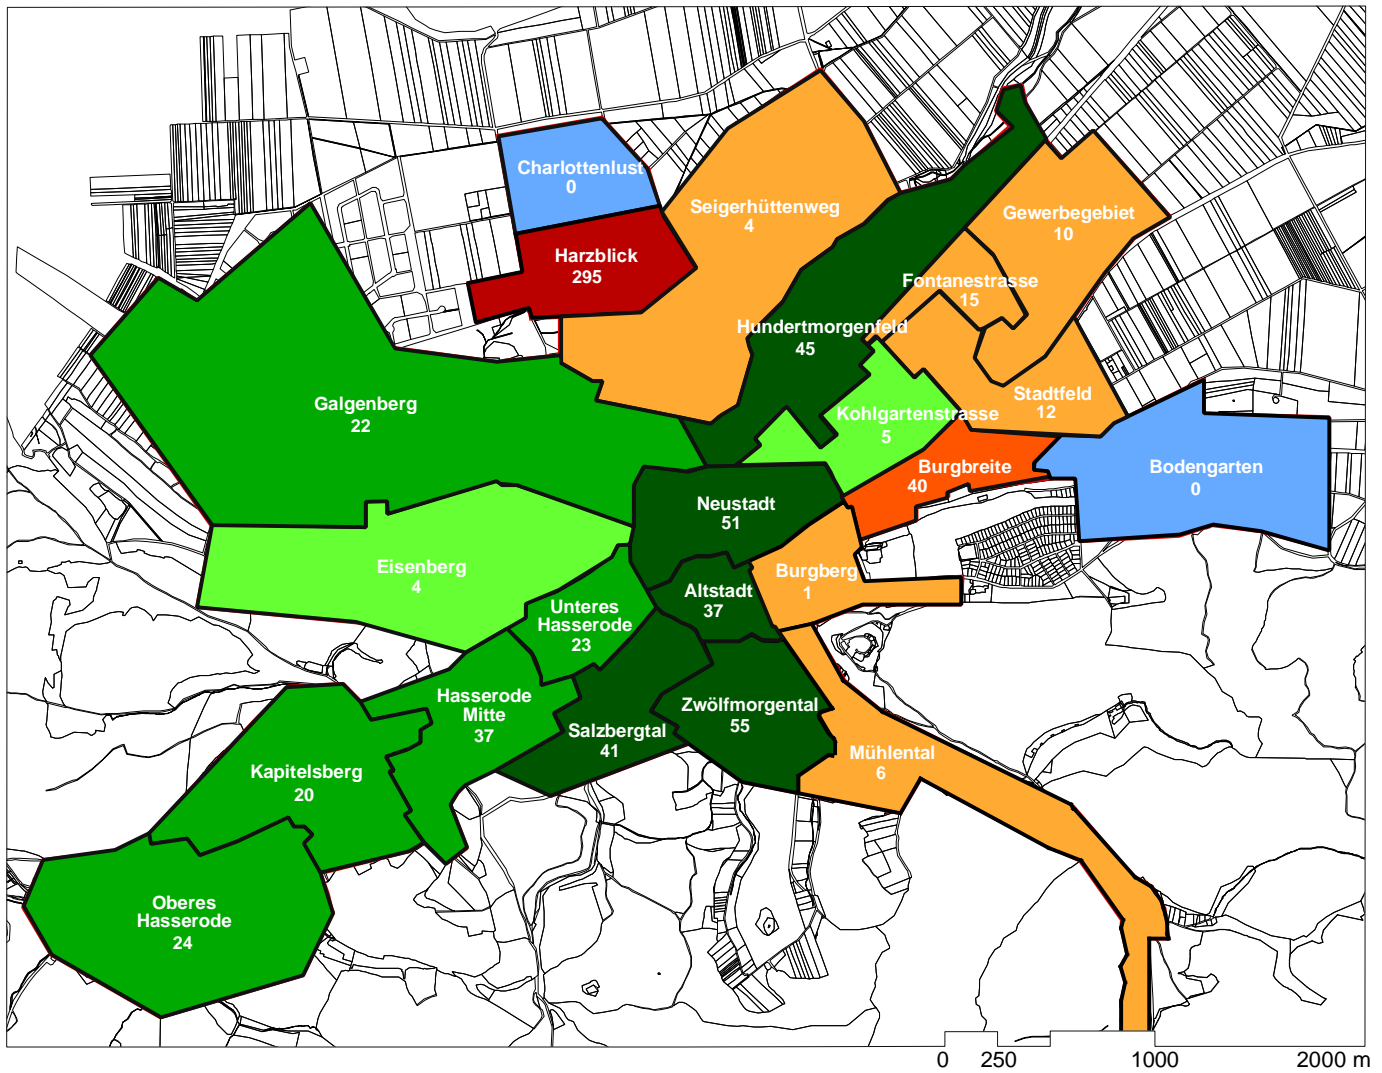 Charlottenlust
0
Seigerhüttenweg
4
Gewerbegebiet
10
Harzblick
295
Fontanestrasse
15
Hundertmorgenfeld
45
Galgenberg
22
Stadtfeld
12
Kohlgartenstrasse
5
Burgbreite
40
Bodengarten
0
Neustadt
51
Eisenberg
4
Burgberg
1
Altstadt
37
Unteres
Hasserode
23
Hasserode
Mitte
37
Zwölfmorgental
55
Salzbergtal
41
Mühlental
6
Kapitelsberg
20
Oberes
Hasserode
24
0 250 1000 2000 m